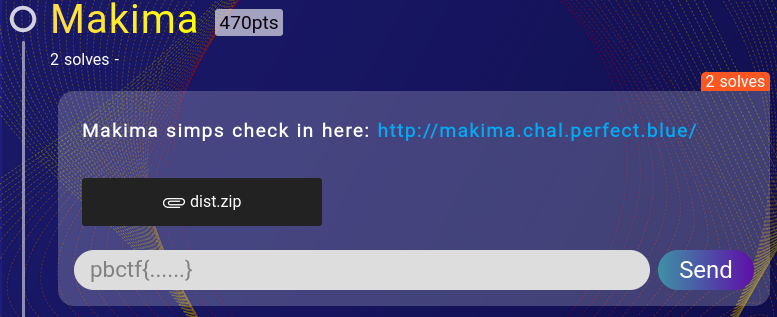 Makima 470pts
2 solves -
2 solves
Makima simps check in here: http://makima.chal.perfect.blue/
dist.zip
pbctf{......}
Send